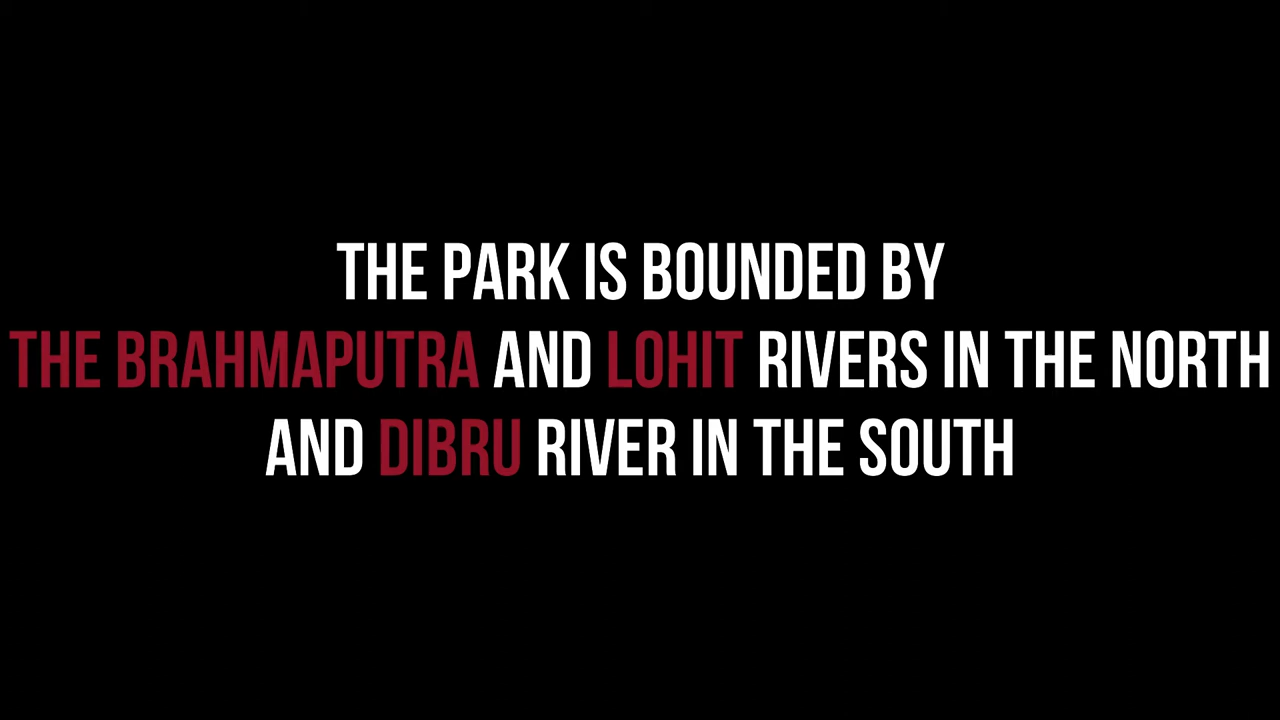 THE PARK IS BOUNDED BY
THE BRAHMAPUTRA AND LOHIT RIVERS IN THE NORTH
AND DIBRU RIVER IN THE SOUTH